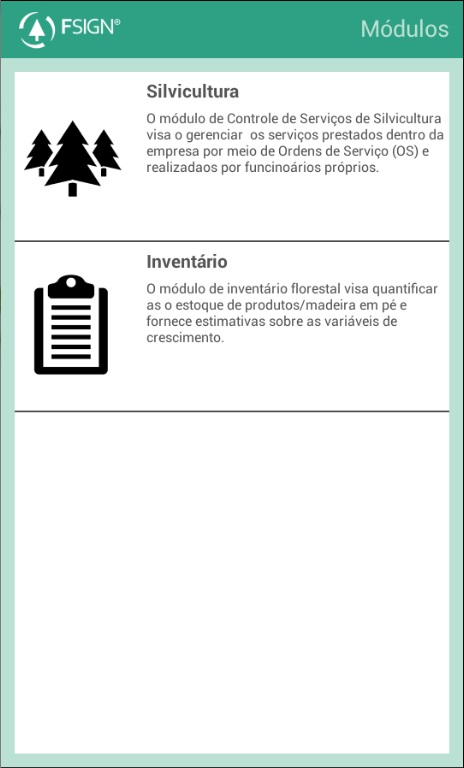 FSIGN®
Módulos
Silvicultura
O módulo de Controle de Serviços de Silvicultura
visa o gerenciar os serviços prestados dentro da
empresa por meio de Ordens de Serviço (OS) e
realizadaos por funcinoários próprios.
Inventário
O módulo de inventário florestal visa quantificar
as o estoque de produtos/madeira em pé e
fornece estimativas sobre as variáveis de
crescimento.